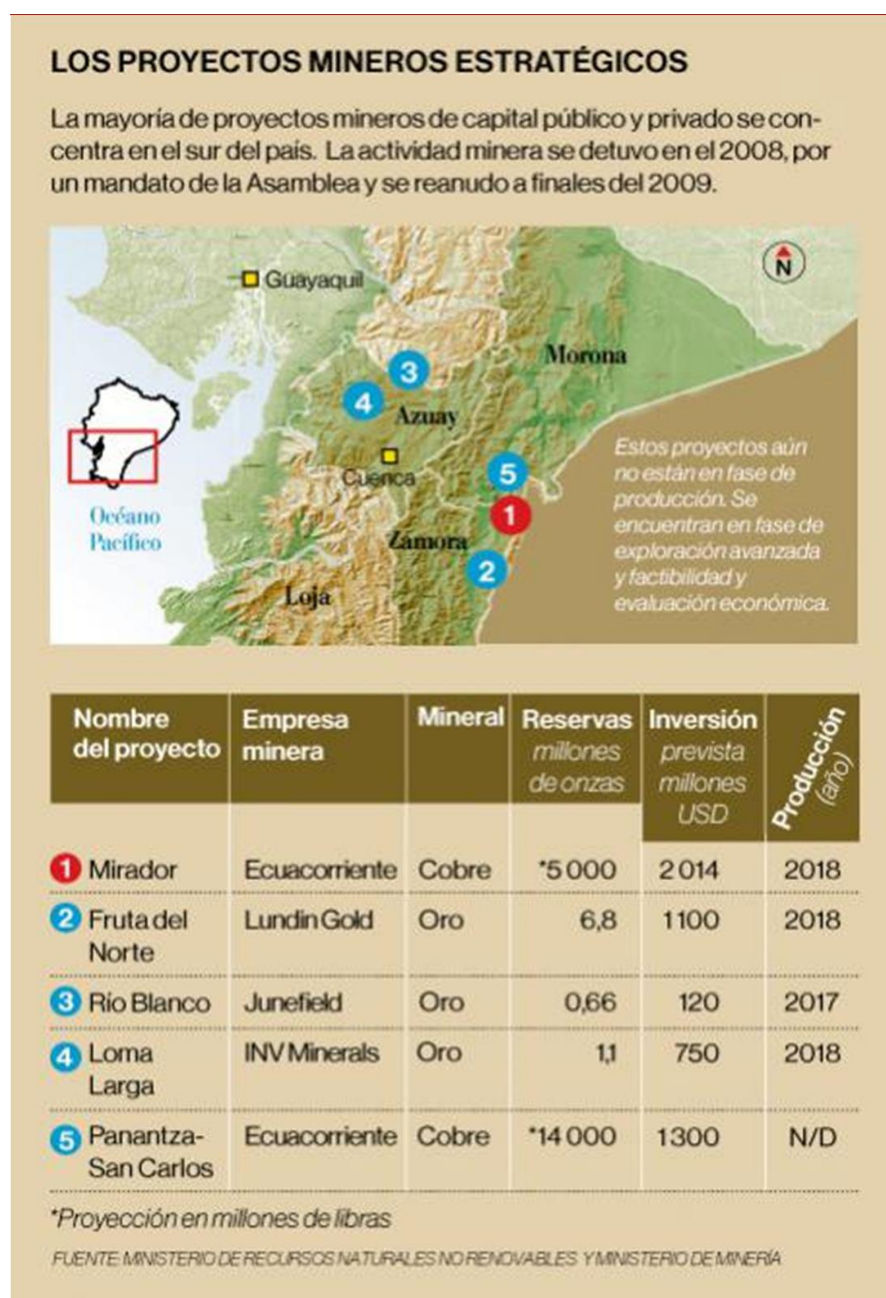 LOS PROYECTOS MINEROS ESTRATÉGICOS
La mayoría de proyectos mineros de capital público y privado se con-
centra en el sur del país. La actividad minera se detuvo en el 2008, por
un mandato de la Asamblea y se reanudo a finales del 2009.
N
Guayaquil
Morona
3
4
Azuay
Cuenca
5
1
Zamora
2
Loja
Océano
Pacífico
Estos proyectos aún
no están en fase de
producción. Se
encuentran en fase de
exploración avanzada
y factibilidad y
evaluación económica.
Nombre del proyecto Empresa minera Mineral Reservas millones de onzas Inversión prevista millones USD Producción (año)
1 Mirador Ecuacorriente Cobre *5 000 2 014 2018
2 Fruta del Norte Lundin Gold Oro 6,8 1 100 2018
3 Río Blanco Junefield Oro 0,66 120 2017
4 Loma Larga INV Minerals Oro 1,1 750 2018
5 Panantza-San Carlos Ecuacorriente Cobre *14 000 1 300 N/D
*Proyección en millones de libras
FUENTE: MINISTERIO DE RECURSOS NATURALES NO RENOVABLES Y MINISTERIO DE MINERÍA